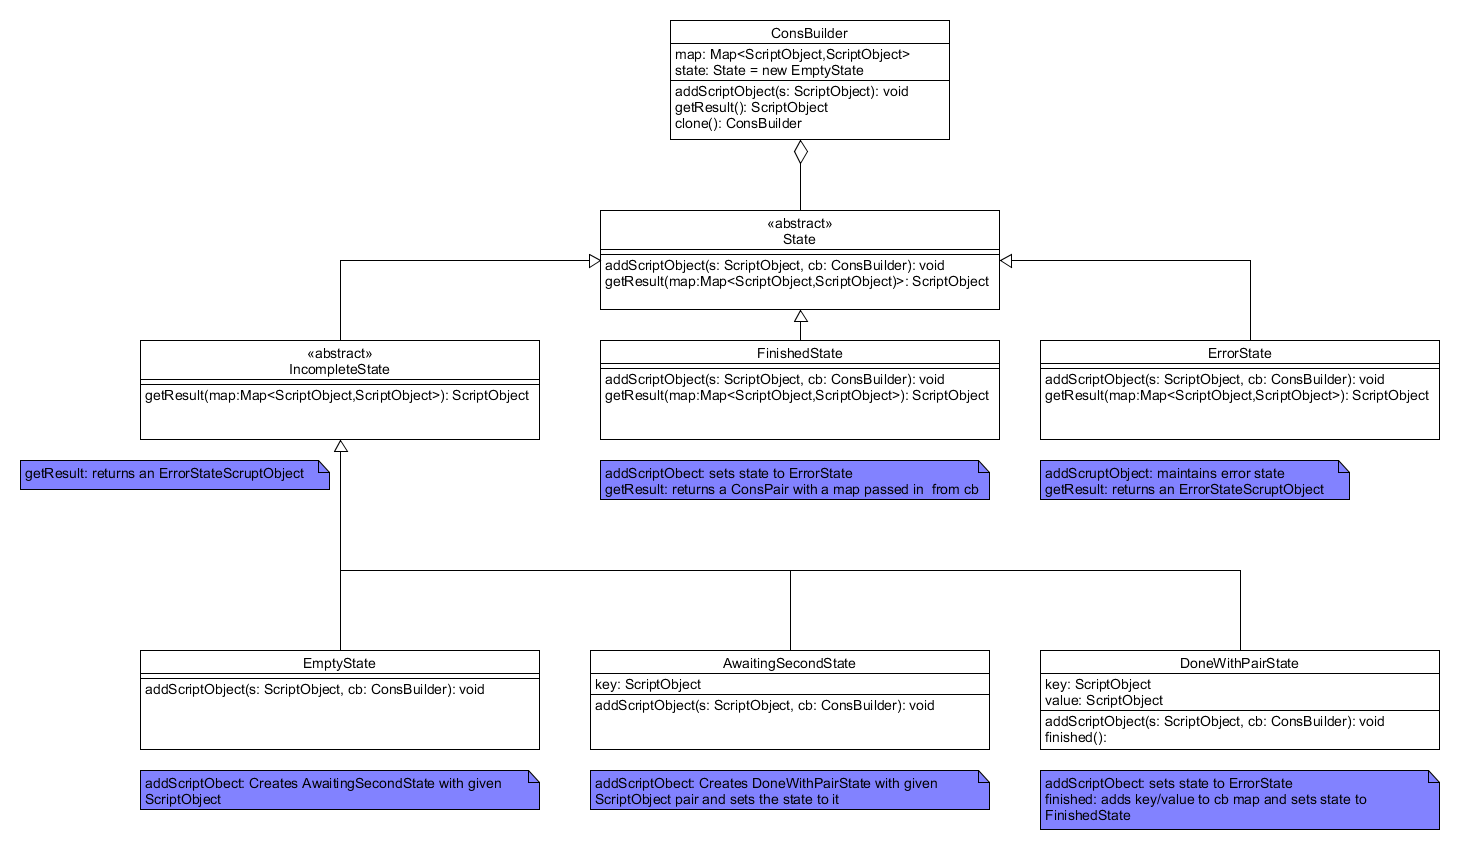 ConsBuilder
map: Map<ScriptObject,ScriptObject>
state: State = new EmptyState
addScriptObject(s: ScriptObject): void
getResult(): ScriptObject
clone(): ConsBuilder
«abstract»
State
addScriptObject(s: ScriptObject, cb: ConsBuilder): void
getResult(map:Map<ScriptObject,ScriptObject)>: ScriptObject
«abstract»
IncompleteState
getResult(map:Map<ScriptObject,ScriptObject>): ScriptObject
FinishedState
addScriptObject(s: ScriptObject, cb: ConsBuilder): void
getResult(map:Map<ScriptObject,ScriptObject>): ScriptObject
ErrorState
addScriptObject(s: ScriptObject, cb: ConsBuilder): void
getResult(map:Map<ScriptObject,ScriptObject>): ScriptObject
getResult: returns an ErrorStateScruptObject
addScriptObect: sets state to ErrorState
getResult: returns a ConsPair with a map passed in  from cb
addScruptObject: maintains error state
getResult: returns an ErrorStateScruptObject
EmptyState
addScriptObject(s: ScriptObject, cb: ConsBuilder): void
AwaitingSecondState
key: ScriptObject
addScriptObject(s: ScriptObject, cb: ConsBuilder): void
DoneWithPairState
key: ScriptObject
value: ScriptObject
addScriptObject(s: ScriptObject, cb: ConsBuilder): void
finished():
addScriptObect: Creates AwaitingSecondState with given
ScriptObject
addScriptObect: Creates DoneWithPairState with given
ScriptObject pair and sets the state to it
addScriptObect: sets state to ErrorState
finished: adds key/value to cb map and sets state to
FinishedState